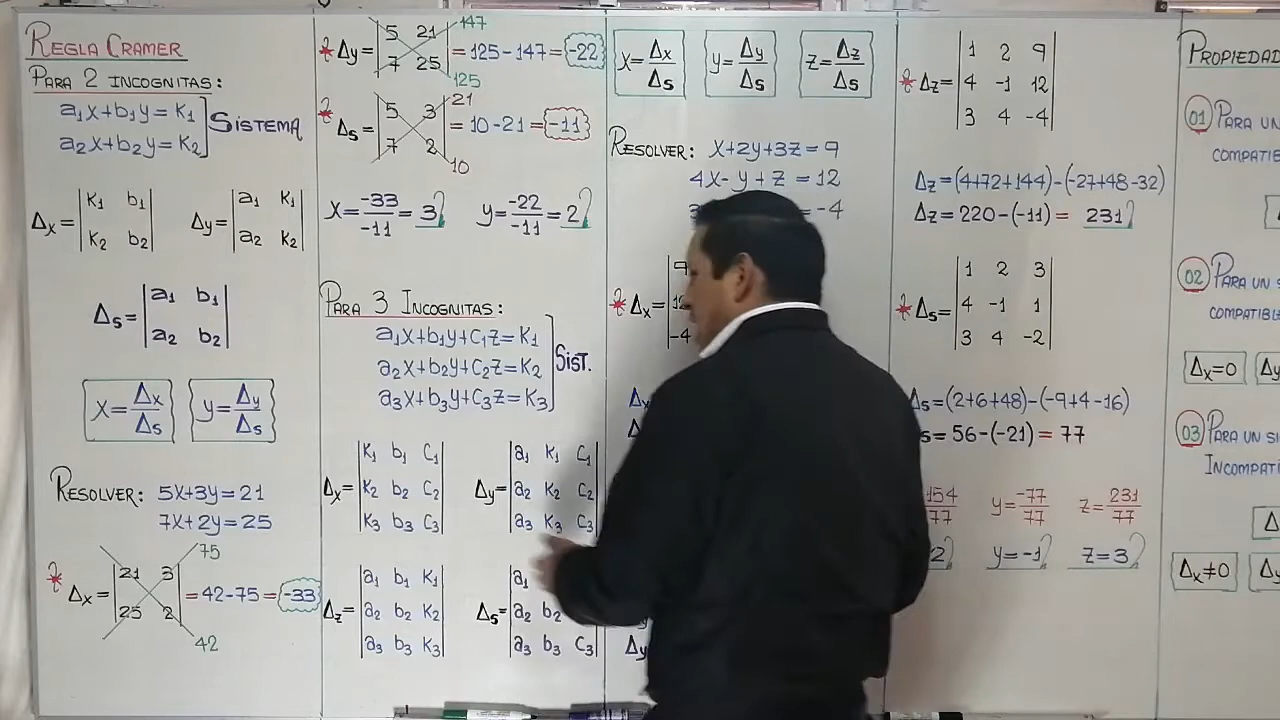 REGLA CRAMER
PARA 2 INCOGNITAS:
a₁x+b₁y=K₁
a₂x+b₂y=K₂
SISTEMA
Δx= |K₁ b₁|
|K₂ b₂|
Δy= |a₁ K₁|
|a₂ K₂|
Δs= |a₁ b₁|
|a₂ b₂|
X=Δx/Δs
y=Δy/Δs
RESOLVER: 5X+3y=21
7X+2y=25
75
Δx= |21 3| =42-75=-33
|25 2|
42
147
Δy= |5 21| =125-147=-22
|7 25|
125
21
Δs= |5 3| =10-21=-11
|7 2|
10
X=-33/-11=3
y=-22/-11=2
PARA 3 INCOGNITAS:
a₁x+b₁y+C₁z=K₁
a₂x+b₂y+C₂z=K₂
a₃x+b₃y+C₃z=K₃
SIST.
Δx= |K₁ b₁ C₁|
|K₂ b₂ C₂|
|K₃ b₃ C₃|
Δy= |a₁ K₁ C₁|
|a₂ K₂ C₂|
|a₃ K₃ C₃|
Δz= |a₁ b₁ K₁|
|a₂ b₂ K₂|
|a₃ b₃ K₃|
Δs= |a₁
|a₂ b₂
|a₃ b₃ C₃|
X=Δx/Δs
y=Δy/Δs
z=Δz/Δs
RESOLVER: X+2y+3z=9
4X-y+z=12
=-4
Δx= |9
|12
|-4
Δy
Δz= |1 2 9|
|4 -1 12|
|3 4 -4|
Δz=(4+72+144)-(-27+48-32)
Δz=220-(-11)=231
Δs= |1 2 3|
|4 -1 1|
|3 4 -2|
Δs=(2+6+48)-(-9+4-16)
s=56-(-21)=77
154/77
y=-77/77
z=231/77
2
y=-1
z=3
PROPIEDAD
01 PARA UN
COMPATIB
02 PARA UN S
COMPATIBL
Δx=0
Δy
03 PARA UN SI
INCOMPATI
Δ
Δx≠0
Δy